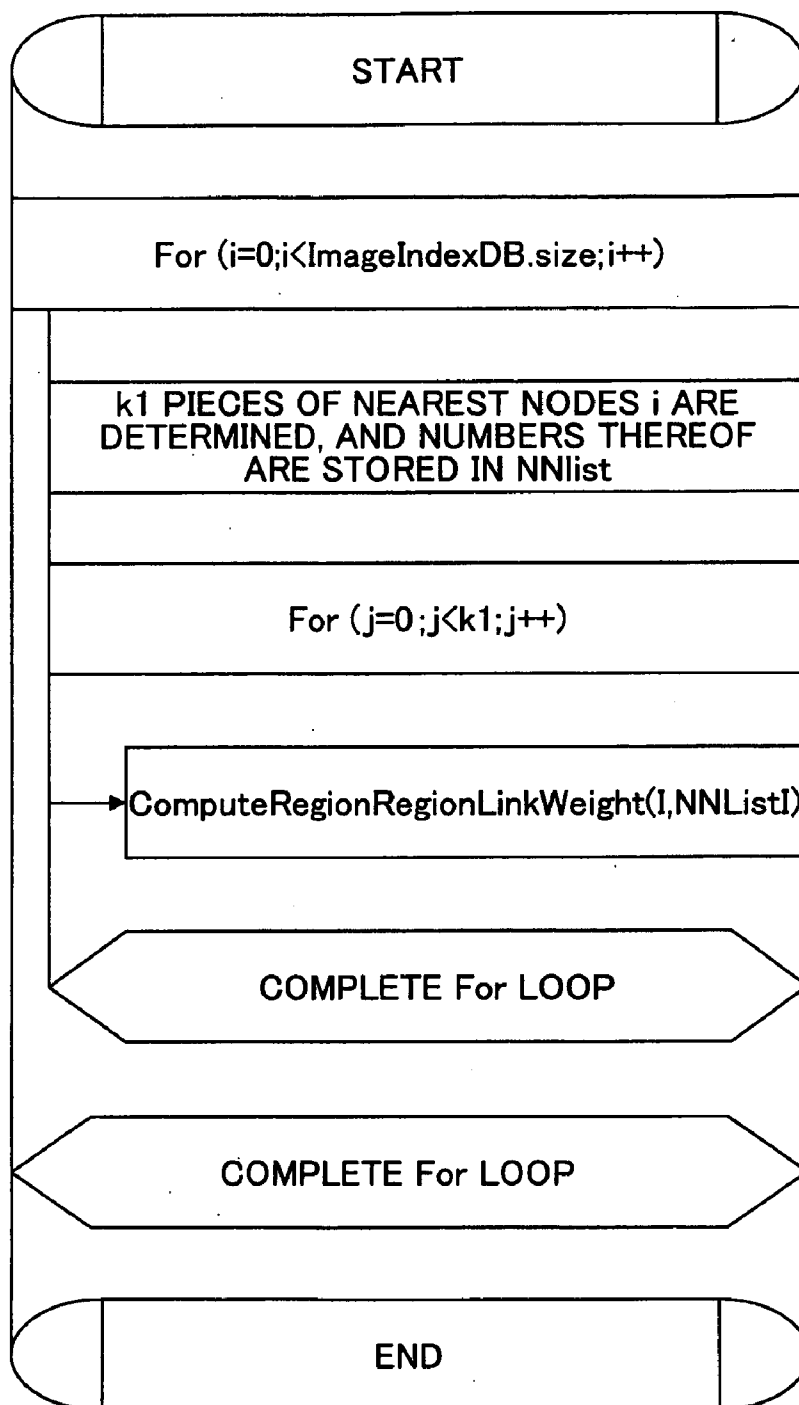 START
For (i=0;i<ImageIndexDB.size;i++)
k1 PIECES OF NEAREST NODES i ARE
DETERMINED, AND NUMBERS THEREOF
ARE STORED IN NNlist
For (j=0;j<k1;j++)
ComputeRegionRegionLinkWeight(I,NNListI)
COMPLETE For LOOP
COMPLETE For LOOP
END